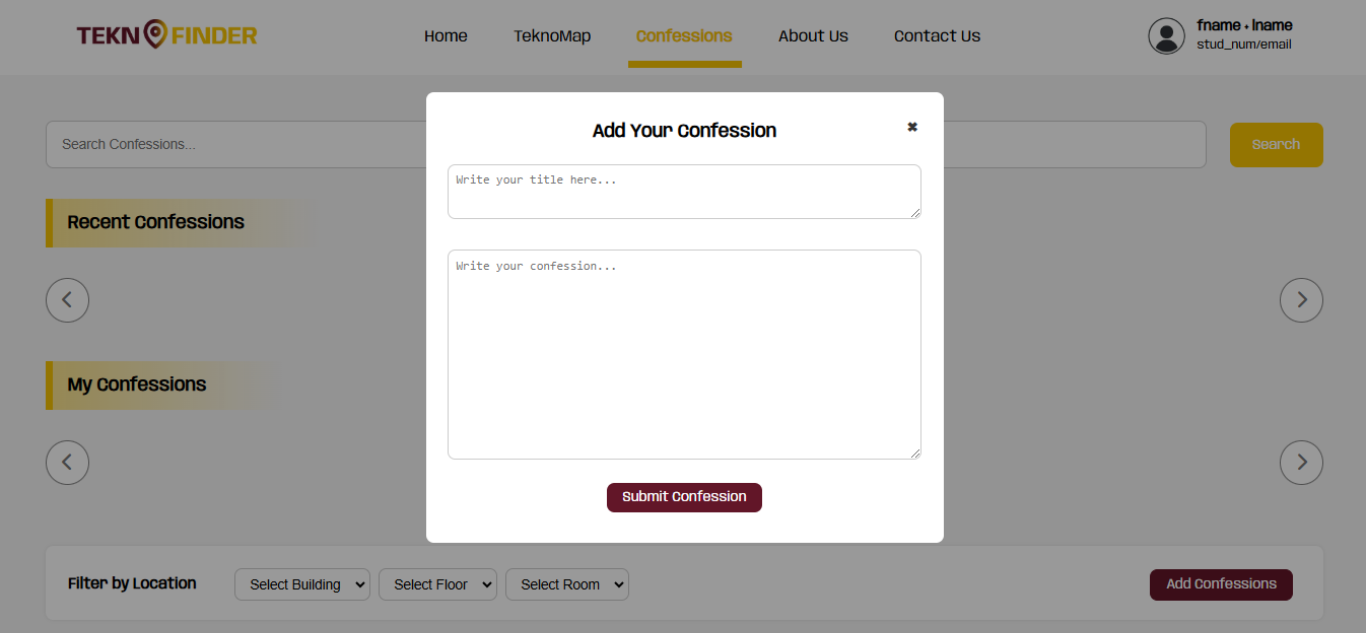 TEKNOFINDER
Home
TeknoMap
Confessions
About Us
Contact Us
fname • lname
stud_num/email
Add Your Confession
✖
Write your title here...
Write your confession...
Submit Confession
Search Confessions...
Search
Recent Confessions
My Confessions
Filter by Location
Select Building
Select Floor
Select Room
Add Confessions